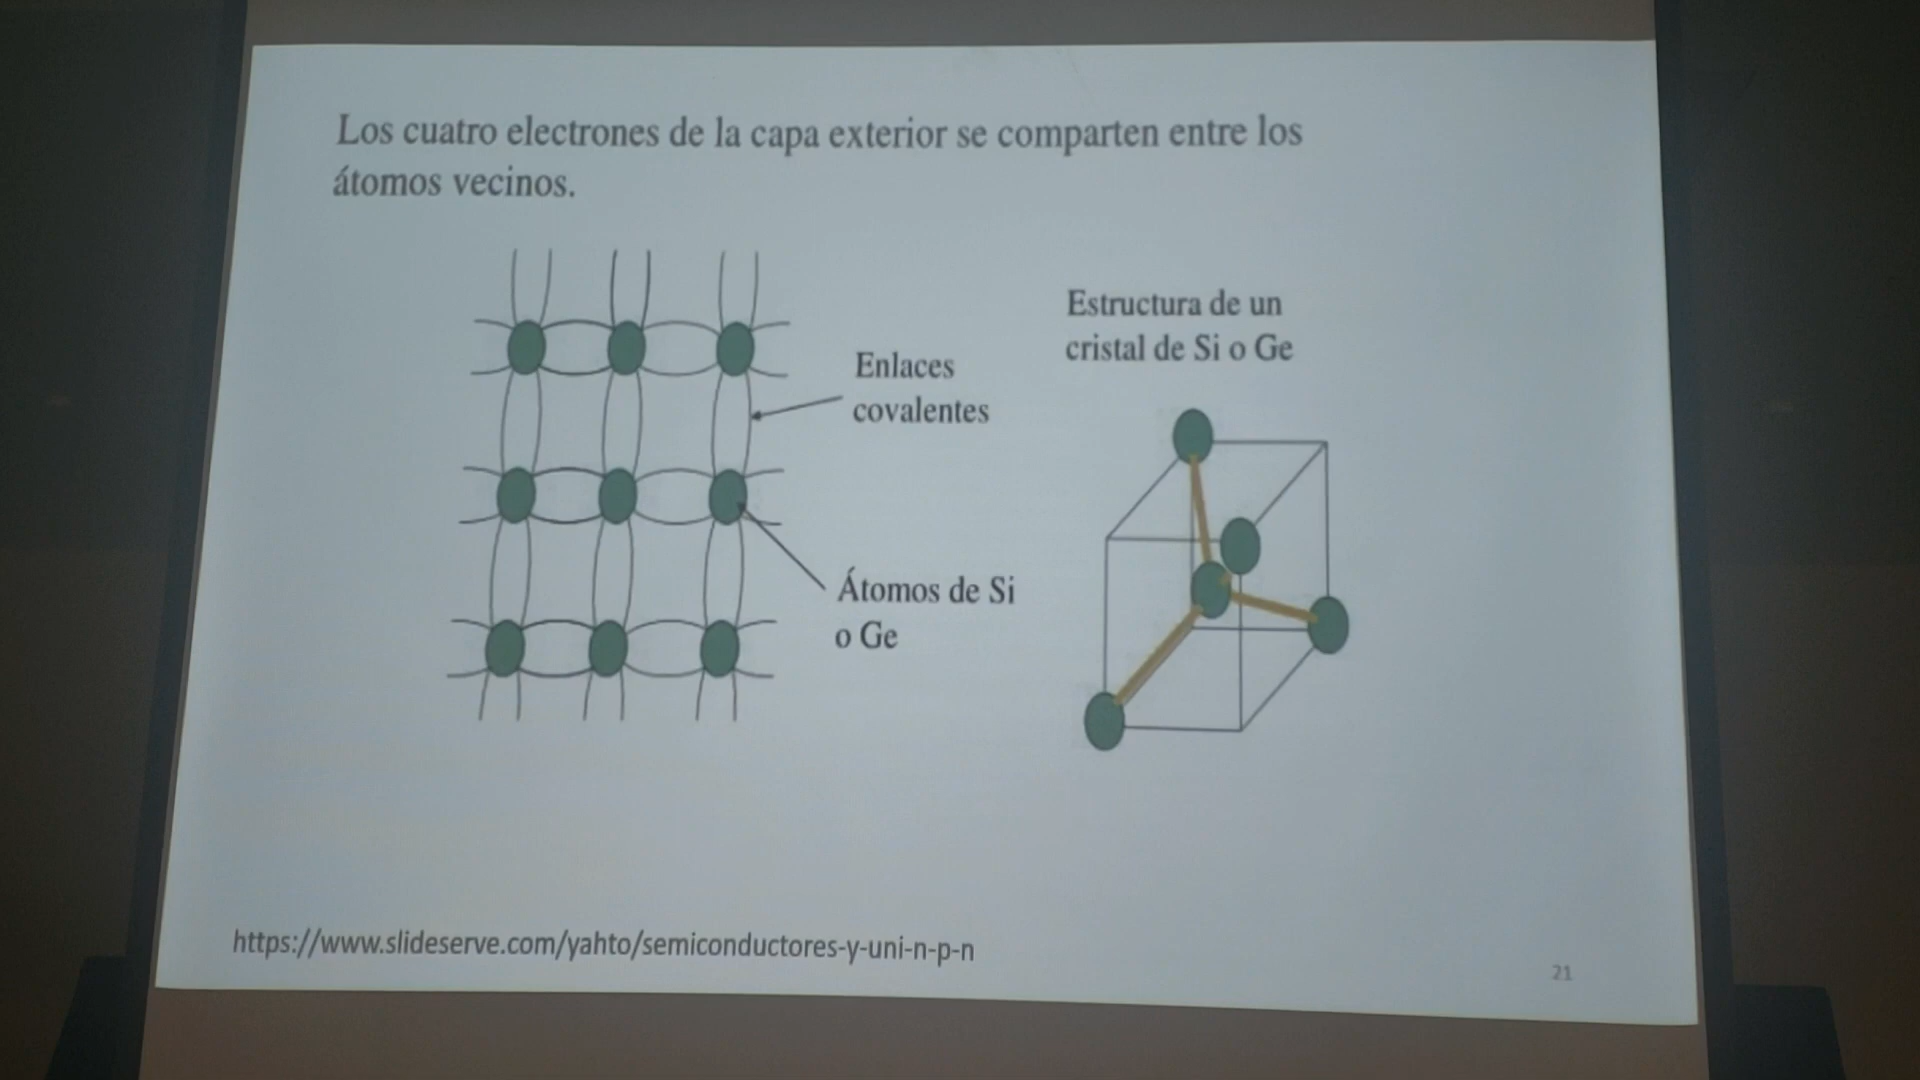 Los cuatro electrones de la capa exterior se comparten entre los
átomos vecinos.
Enlaces
covalentes
Átomos de Si
o Ge
Estructura de un
cristal de Si o Ge
https://www.slideserve.com/yahto/semiconductores-y-uni-n-p-n
21